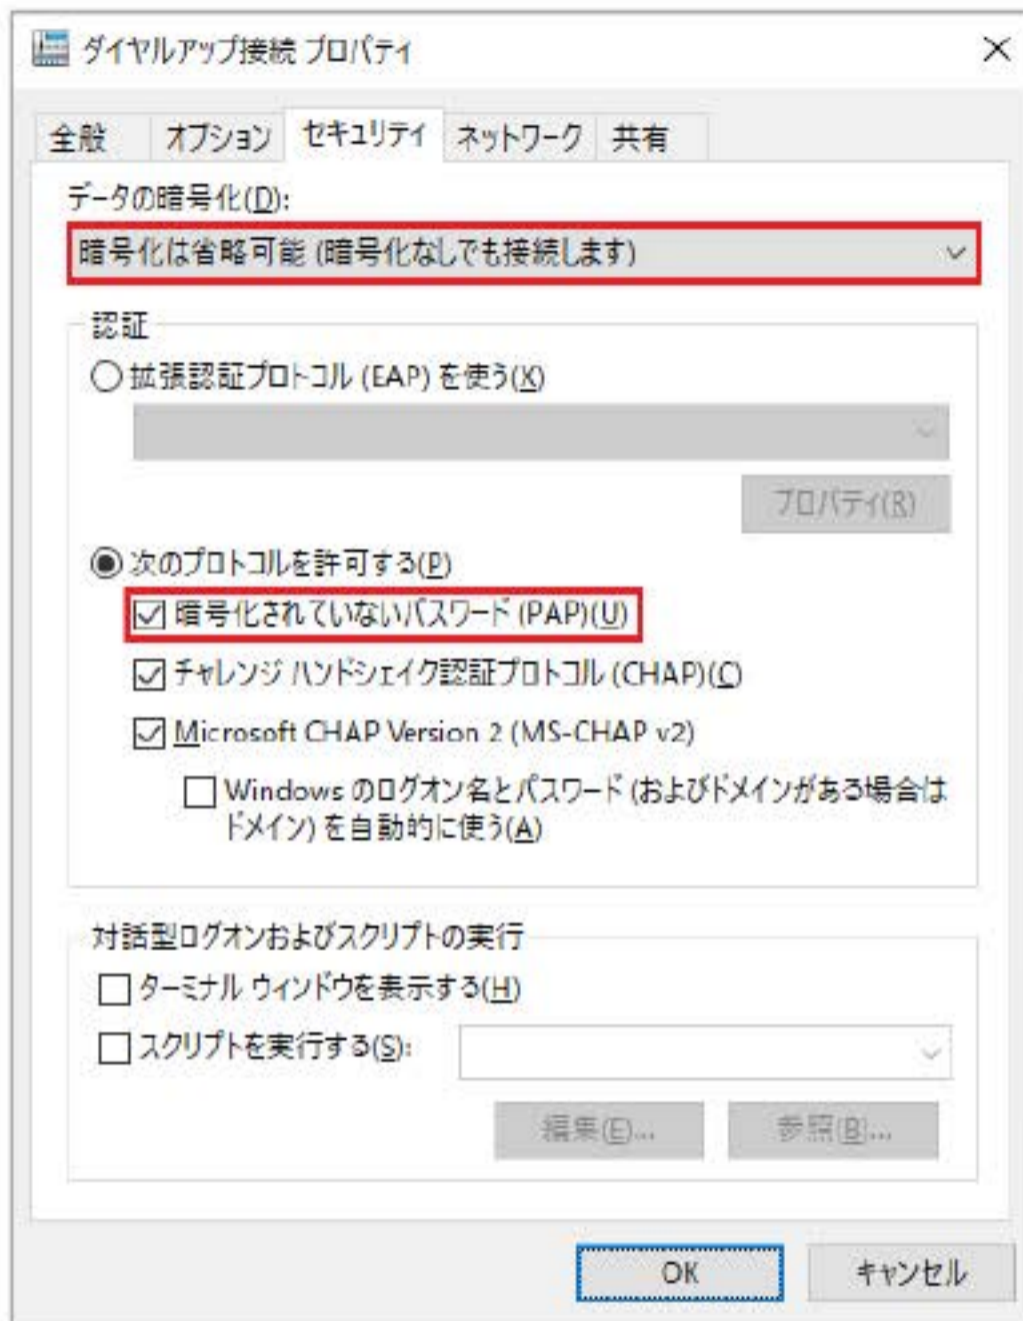 ダイヤルアップ接続 プロパティ
全般 オプション セキュリティ ネットワーク 共有
データの暗号化(D):
暗号化は省略可能 (暗号化なしでも接続します)
認証
拡張認証プロトコル (EAP) を使う(X)
プロパティ(R)
次のプロトコルを許可する(P)
暗号化されていないパスワード (PAP)(U)
チャレンジ ハンドシェイク認証プロトコル (CHAP)(C)
Microsoft CHAP Version 2 (MS-CHAP v2)
Windows のログオン名とパスワード (およびドメインがある場合は
ドメイン) を自動的に使う(A)
対話型ログオンおよびスクリプトの実行
ターミナル ウィンドウを表示する(H)
スクリプトを実行する(S):
編集(E)... 参照(B)...
OK キャンセル